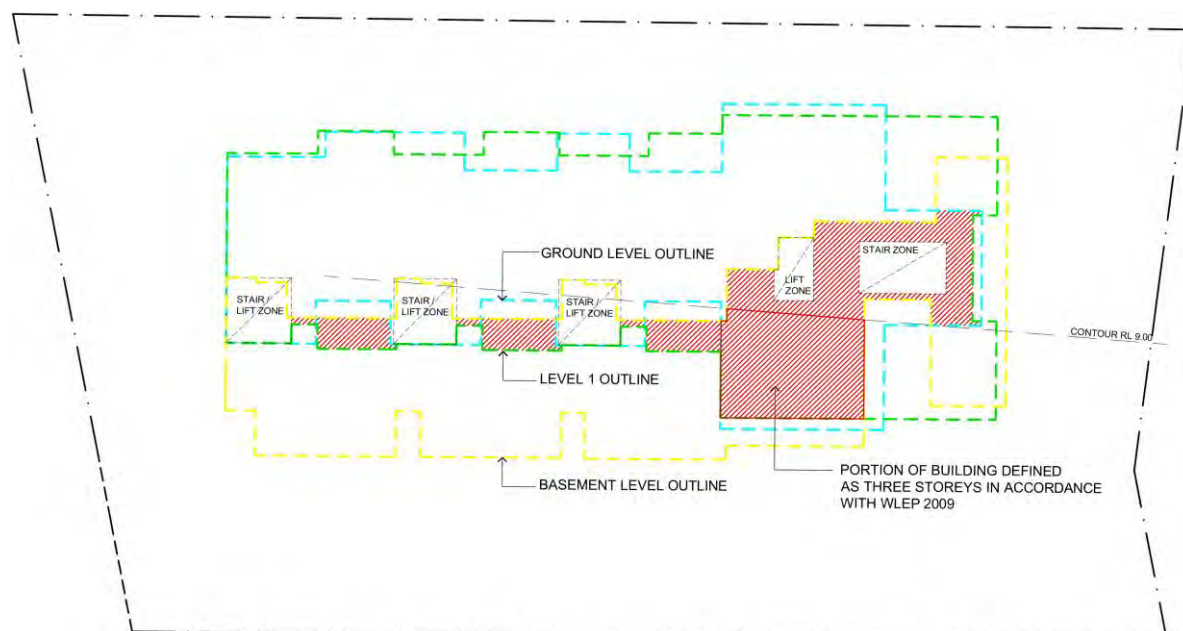 GROUND LEVEL OUTLINE
STAIR ZONE
LIFT
ZONE
STAIR /
LIFT ZONE
STAIR /
LIFT ZONE
STAIR /
LIFT ZONE
CONTOUR RL 9.00
LEVEL 1 OUTLINE
BASEMENT LEVEL OUTLINE
PORTION OF BUILDING DEFINED
AS THREE STOREYS IN ACCORDANCE
WITH WLEP 2009